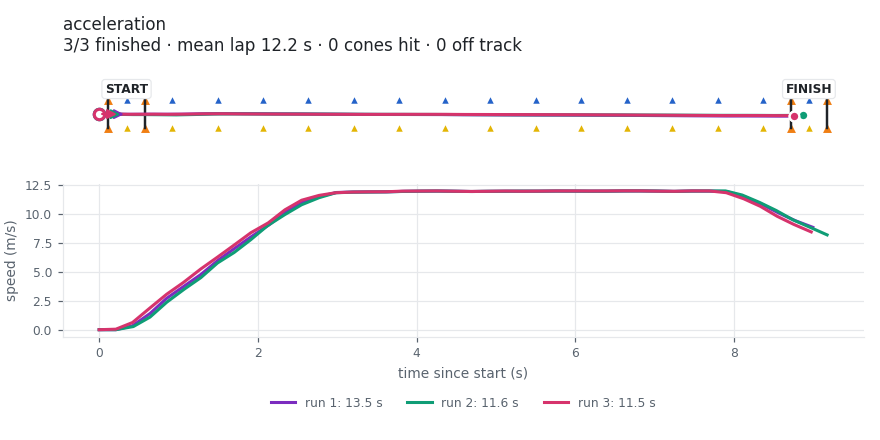 acceleration
3/3 finished · mean lap 12.2 s · 0 cones hit · 0 off track
START
FINISH
12.5
10.0
7.5
5.0
2.5
0.0
speed (m/s)
0 2 4 6 8
time since start (s)
run 1: 13.5 s run 2: 11.6 s run 3: 11.5 s